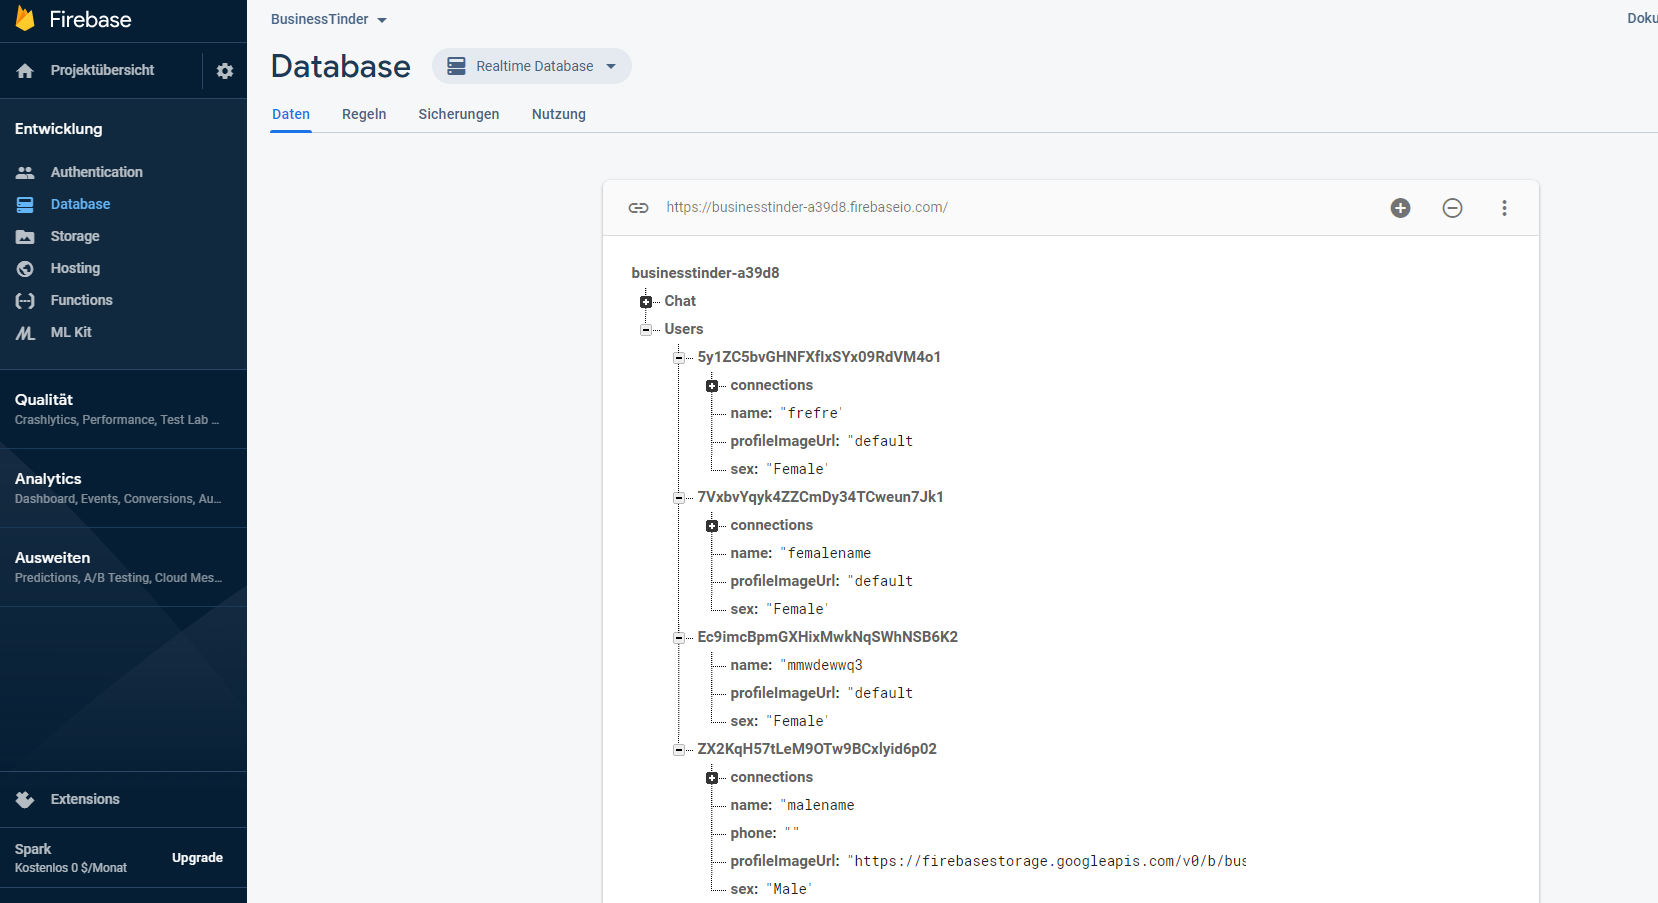 Firebase
Projektübersicht
Entwicklung
Authentication
Database
Storage
Hosting
Functions
ML Kit
Qualität
Crashlytics, Performance, Test Lab ...
Analytics
Dashboard, Events, Conversions, Au...
Ausweiten
Predictions, A/B Testing, Cloud Mes...
Extensions
Spark
Kostenlos 0 $/Monat
Upgrade
BusinessTinder
Doku
Database
Realtime Database
Daten Regeln Sicherungen Nutzung
https://businesstinder-a39d8.firebaseio.com/
businesstinder-a39d8
Chat
Users
5y1ZC5bvGHNFXfIxSYx09RdVM4o1
connections
name: "frefre"
profileImageUrl: "default
sex: "Female"
7VxbvYqyk4ZZCmDy34TCweun7Jk1
connections
name: "femalename
profileImageUrl: "default
sex: "Female"
Ec9imcBpmGXHixMwkNqSWhNSB6K2
name: "mmwdewwq3
profileImageUrl: "default
sex: "Female"
ZX2KqH57tLeM9OTw9BCxlyid6p02
connections
name: "malename
phone: ""
profileImageUrl: "https://firebasestorage.googleapis.com/v0/b/bus
sex: "Male"